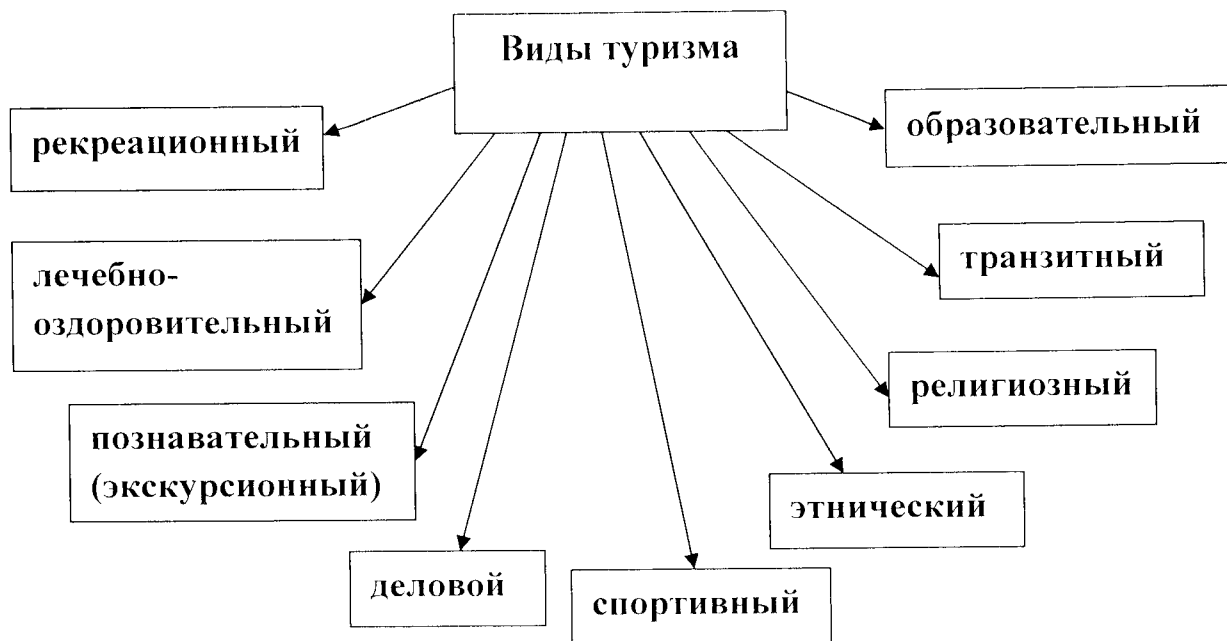 Виды туризма
рекреационный
образовательный
лечебно-
оздоровительный
транзитный
познавательный
(экскурсионный)
религиозный
этнический
деловой
спортивный